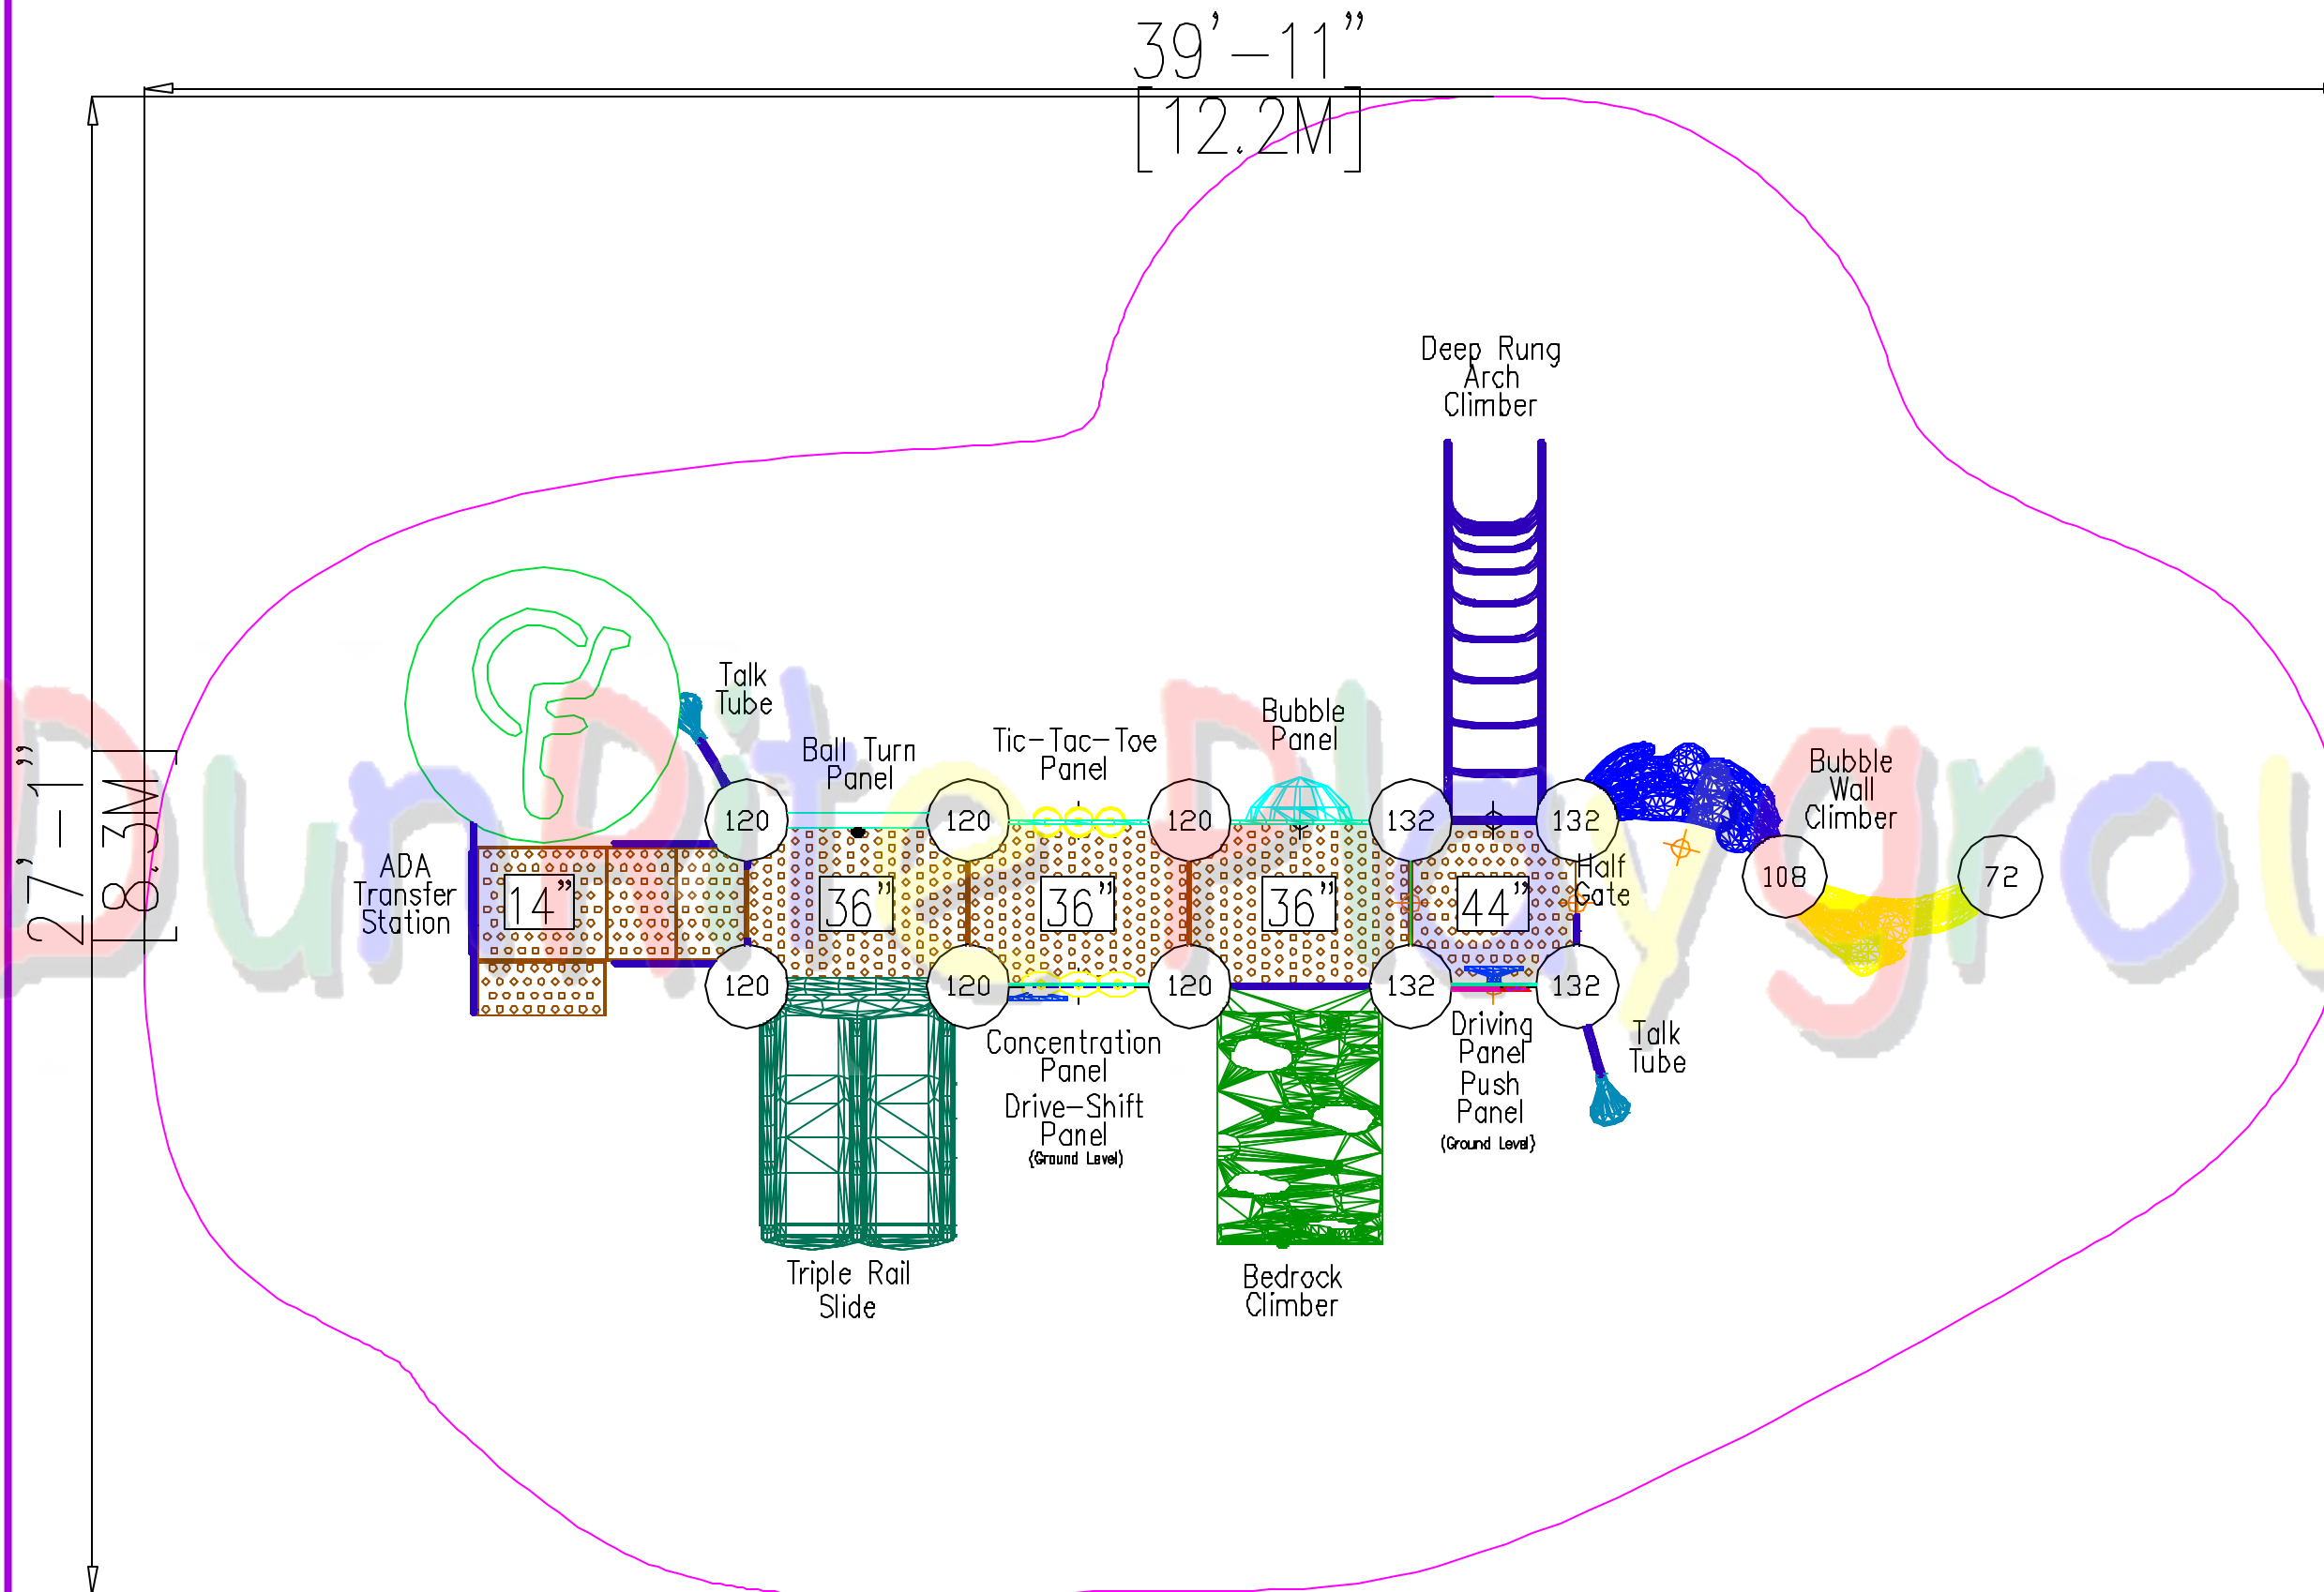 39'-11"
[12.2M]
27'-1"
[8.3M]
Deep Rung
Arch
Climber
Talk
Tube
Ball Turn
Panel
Tic-Tac-Toe
Panel
Bubble
Panel
Bubble
Wall
Climber
120
120
120
132
132
ADA
Transfer
Station
14"
36"
36"
36"
44"
Half
Gate
108
72
120
120
120
132
132
Concentration
Panel
Drive-Shift
Panel
(Ground Level)
Driving
Panel
Push
Panel
(Ground Level)
Talk
Tube
Triple Rail
Slide
Bedrock
Climber
DunRite Playgrou